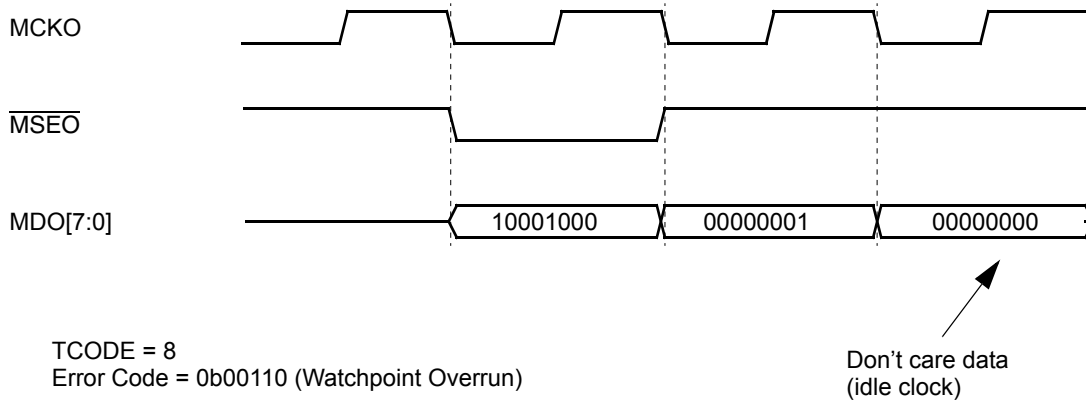 MCKO
MSEO
MDO[7:0]
10001000
00000001
00000000
TCODE = 8
Error Code = 0b00110 (Watchpoint Overrun)
Don't care data
(idle clock)